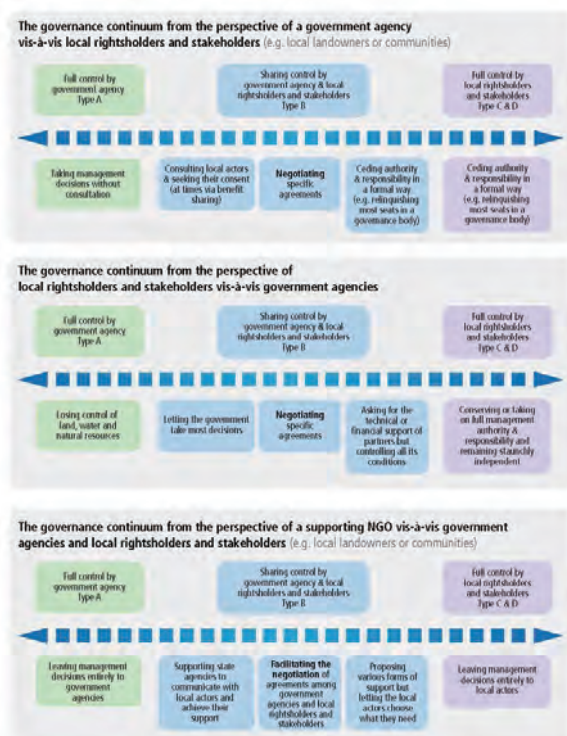 The governance continuum from the perspective of a government agency
vis-à-vis local rightsholders and stakeholders (e.g. local landowners or communities)
Full control by
government agency
Type A
Sharing control by
government agency & local
rightsholders and stakeholders
Type B
Full control by
local rightsholders
and stakeholders
Type C & D
Taking management
decisions without
consultation
Consulting local actors
& seeking their consent
(at times via benefit
sharing)
Negotiating
specific
agreements
Ceding authority
& responsibility in
a formal way
(e.g. relinquishing
most seats in a
governance body)
Ceding authority
& responsibility in
a formal way
(e.g. relinquishing
most seats in a
governance body)
The governance continuum from the perspective of
local rightsholders and stakeholders vis-à-vis government agencies
Full control by
government agency
Type A
Sharing control by
government agency & local
rightsholders and stakeholders
Type B
Full control by
local rightsholders
and stakeholders
Type C & D
Losing control of
land, water and
natural resources
Letting the government
take most decisions
Negotiating
specific
agreements
Asking for the
technical or
financial support of
partners but
controlling all its
conditions
Conserving or taking
on full management
authority &
responsibility and
remaining staunchly
independent
The governance continuum from the perspective of a supporting NGO vis-à-vis government
agencies and local rightsholders and stakeholders (e.g. local landowners or communities)
Full control by
government agency
Type A
Sharing control by
government agency & local
rightsholders and stakeholders
Type B
Full control by
local rightsholders
and stakeholders
Type C & D
Leaving management
decisions entirely to
government
agencies
Supporting state
agencies to
communicate with
local actors and
achieve their
support
Facilitating the
negotiation of
agreements among
government
agencies and local
rightsholders and
stakeholders
Proposing
various forms of
support but
letting the local
actors choose
what they need
Leaving management
decisions entirely to
local actors